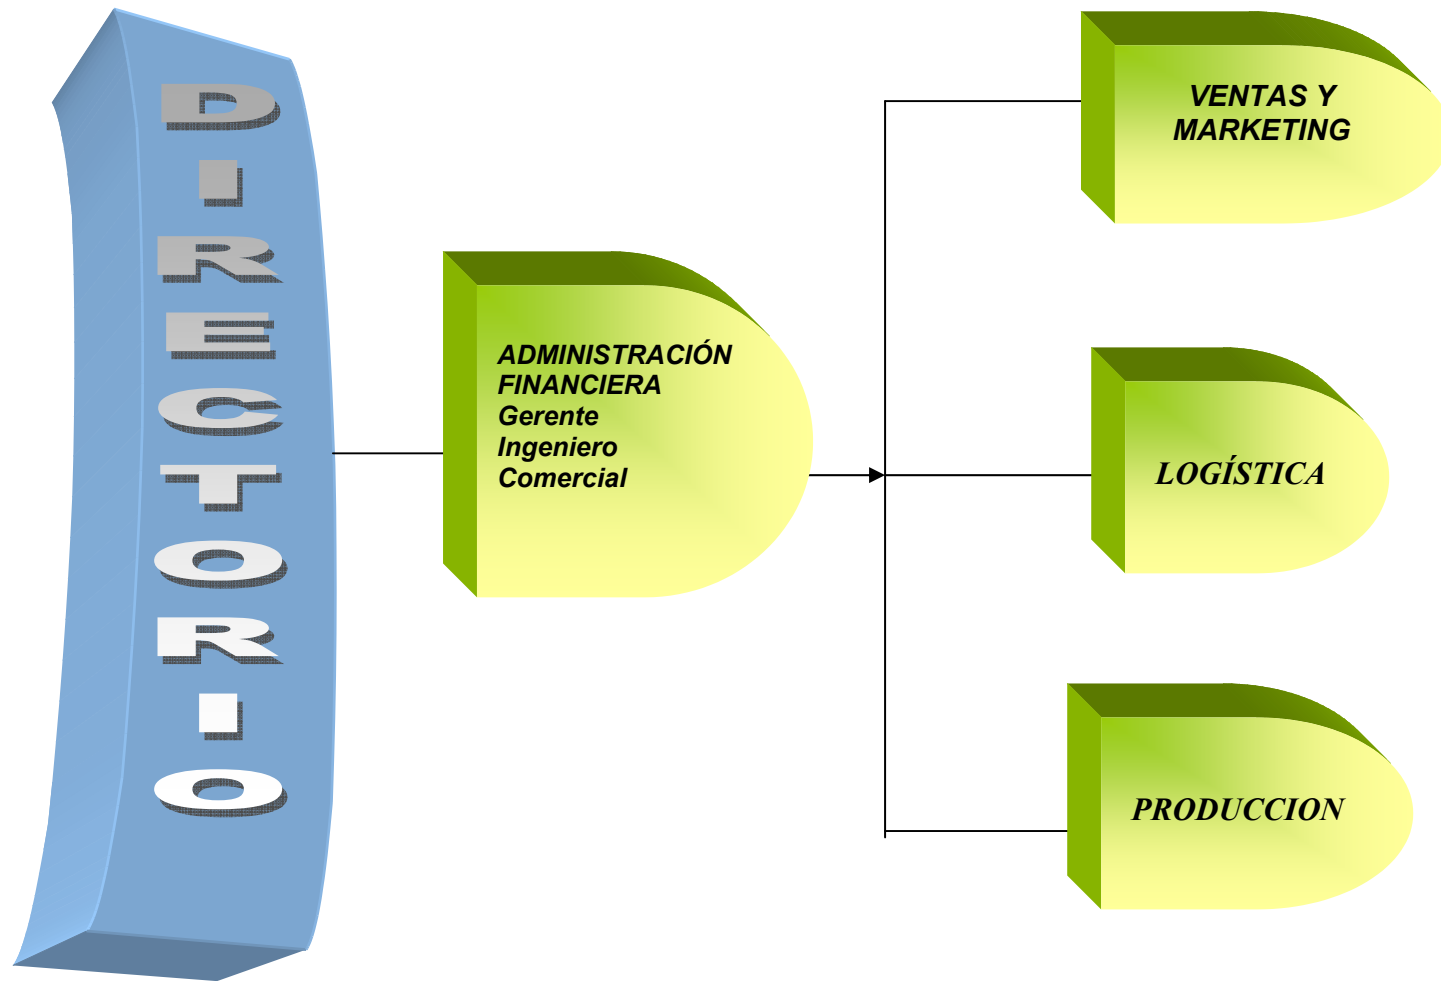 DIRECTORIO
ADMINISTRACIÓN
FINANCIERA
Gerente
Ingeniero
Comercial
VENTAS Y
MARKETING
LOGÍSTICA
PRODUCCION